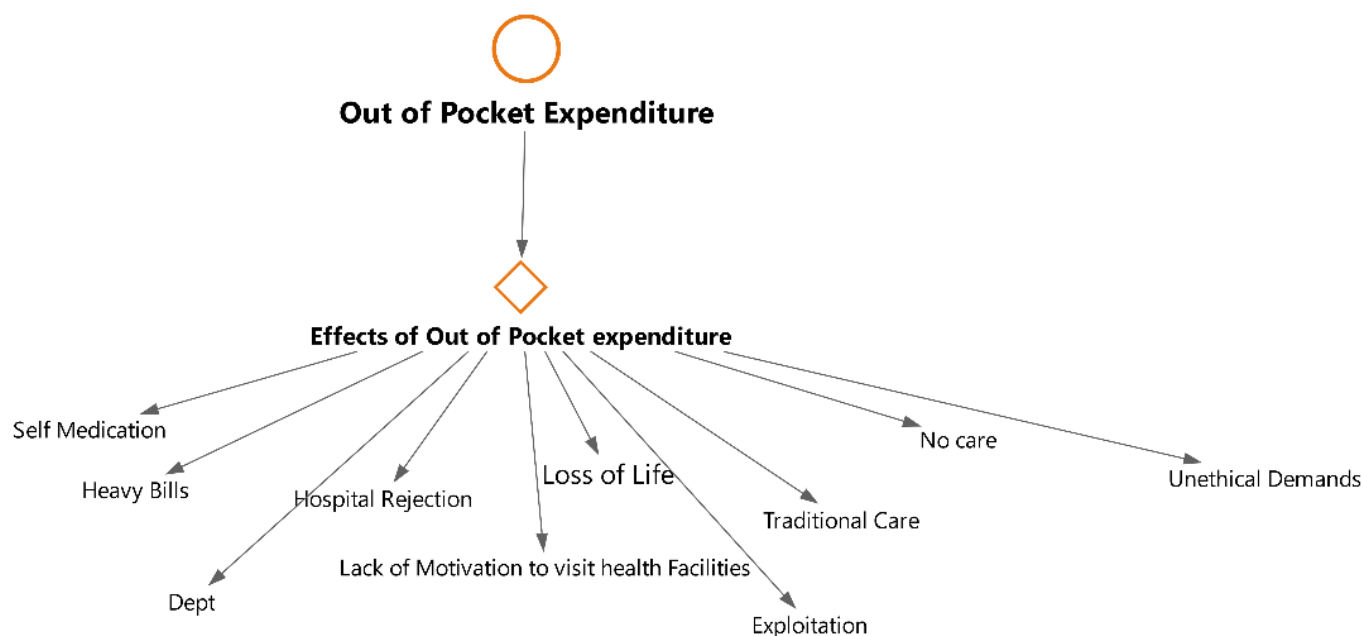 Out of Pocket Expenditure
Effects of Out of Pocket expenditure
Self Medication
Heavy Bills
Dept
Hospital Rejection
Lack of Motivation to visit health Facilities
Loss of Life
Exploitation
Traditional Care
No care
Unethical Demands